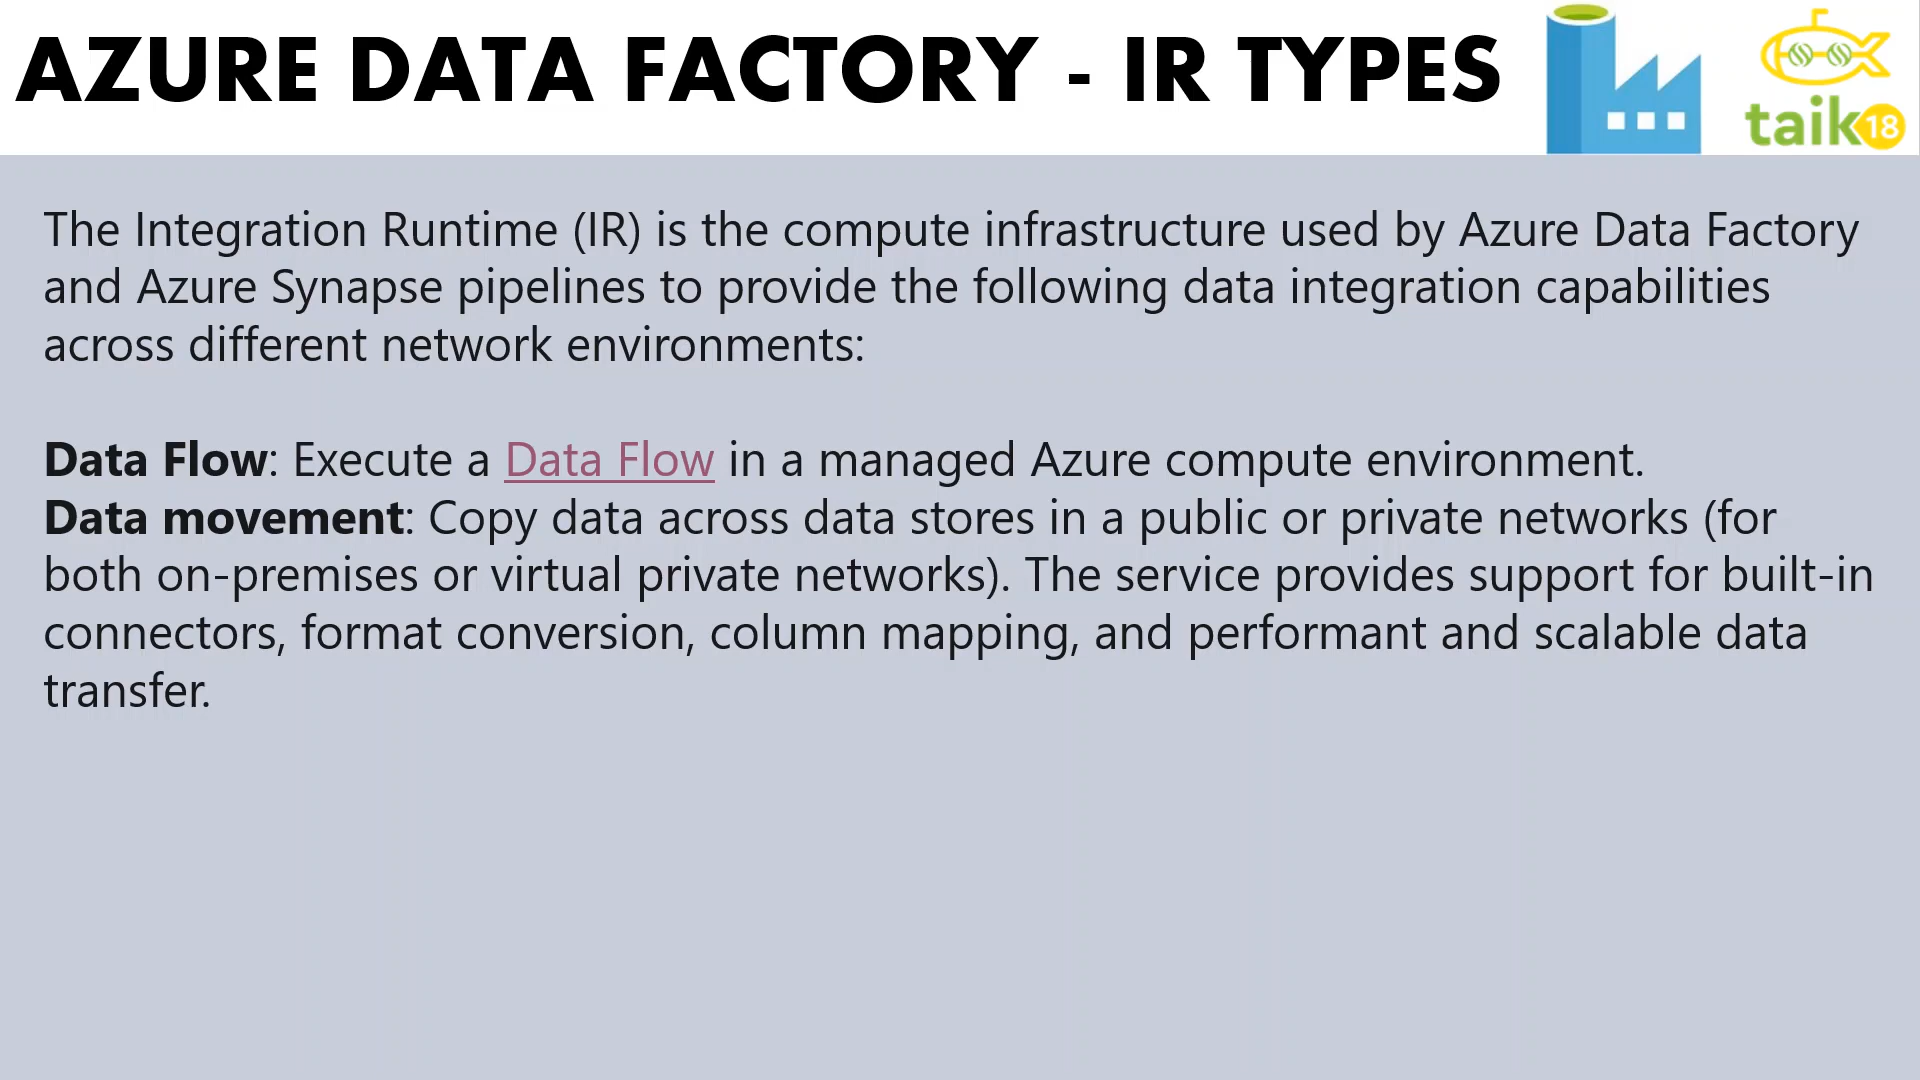 AZURE DATA FACTORY - IR TYPES
taik18
The Integration Runtime (IR) is the compute infrastructure used by Azure Data Factory
and Azure Synapse pipelines to provide the following data integration capabilities
across different network environments:
Data Flow: Execute a Data Flow in a managed Azure compute environment.
Data movement: Copy data across data stores in a public or private networks (for
both on-premises or virtual private networks). The service provides support for built-in
connectors, format conversion, column mapping, and performant and scalable data
transfer.